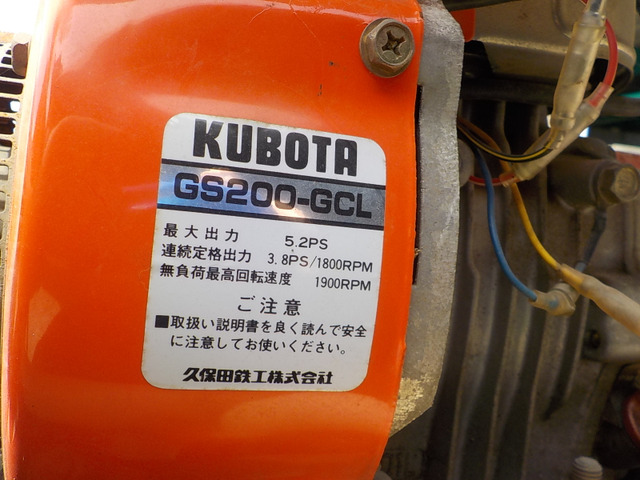 KUBOTA
GS200-GCL
最大出力 5.2PS
連続定格出力 3.8PS/1800RPM
無負荷最高回転速度 1900RPM
ご注意
■取扱い説明書を良く読んで安全
に注意してお使いください。
久保田鉄工株式会社